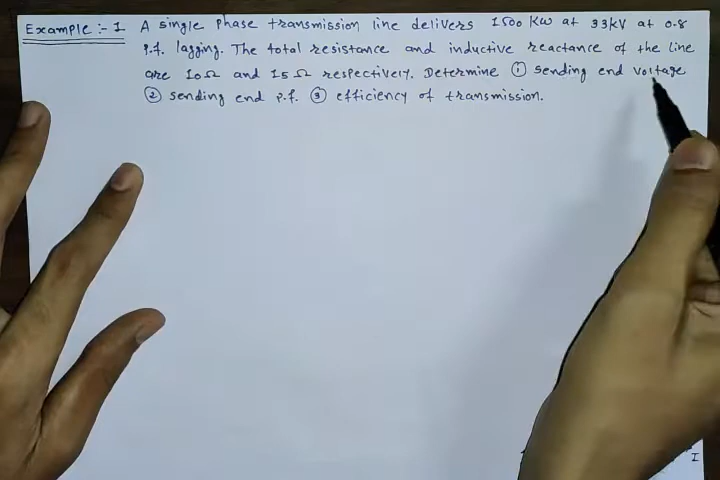 Example :- 1 A single phase transmission line delivers 1500 KW at 33kV at 0.8
P.f. lagging. The total resistance and inductive reactance of the line
are 10Ω and 15Ω respectively. Determine ① sending end voltage
② sending end P.f. ③ efficiency of transmission.
I